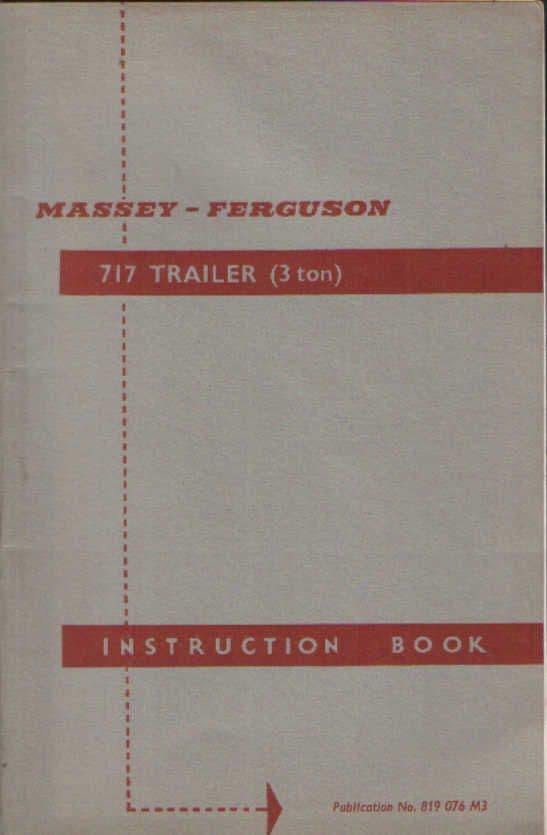 MASSEY - FERGUSON
717 TRAILER (3 ton)
INSTRUCTION BOOK
Publication No. 819 076 M3